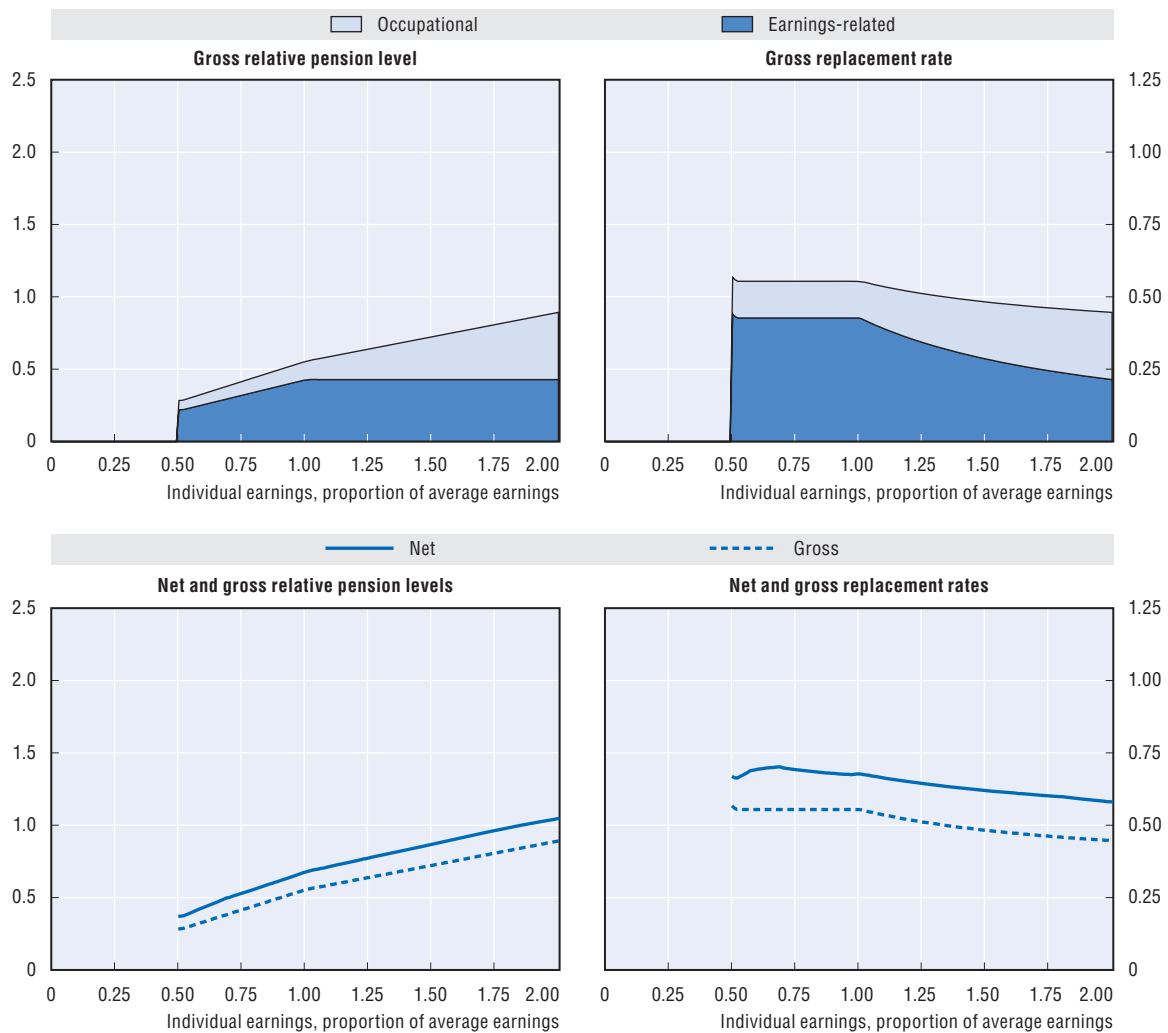 Occupational Earnings-related
Gross relative pension level Gross replacement rate
2.5 1.25
2.0 1.00
1.5 0.75
1.0 0.50
0.5 0.25
0 0
0 0.25 0.50 0.75 1.00 1.25 1.50 1.75 2.00 0 0.25 0.50 0.75 1.00 1.25 1.50 1.75 2.00
Individual earnings, proportion of average earnings Individual earnings, proportion of average earnings
Net Gross
Net and gross relative pension levels Net and gross replacement rates
2.5 1.25
2.0 1.00
1.5 0.75
1.0 0.50
0.5 0.25
0 0
0 0.25 0.50 0.75 1.00 1.25 1.50 1.75 2.00 0 0.25 0.50 0.75 1.00 1.25 1.50 1.75 2.00
Individual earnings, proportion of average earnings Individual earnings, proportion of average earnings